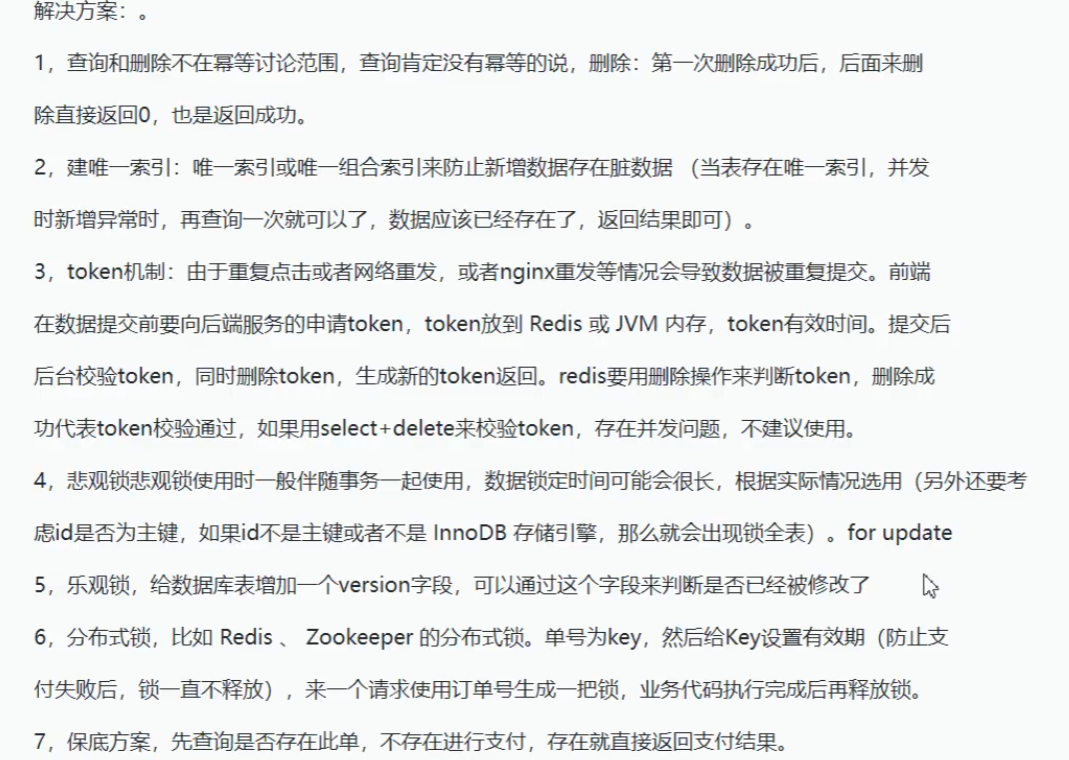 解决方案：。
1，查询和删除不在幂等讨论范围，查询肯定没有幂等的说，删除：第一次删除成功后，后面来删
除直接返回0，也是返回成功。
2，建唯一索引：唯一索引或唯一组合索引来防止新增数据存在脏数据 （当表存在唯一索引，并发
时新增异常时，再查询一次就可以了，数据应该已经存在了，返回结果即可）。
3，token机制：由于重复点击或者网络重发，或者nginx重发等情况会导致数据被重复提交。前端
在数据提交前要向后端服务的申请token，token放到 Redis 或 JVM 内存，token有效时间。提交后
后台校验token，同时删除token，生成新的token返回。redis要用删除操作来判断token，删除成
功代表token校验通过，如果用select+delete来校验token，存在并发问题，不建议使用。
4，悲观锁悲观锁使用时一般伴随事务一起使用，数据锁定时间可能会很长，根据实际情况选用（另外还要考
虑id是否为主键，如果id不是主键或者不是 InnoDB 存储引擎，那么就会出现锁全表）。for update
5，乐观锁，给数据库表增加一个version字段，可以通过这个字段来判断是否已经被修改了
6，分布式锁，比如 Redis 、 Zookeeper 的分布式锁。单号为key，然后给Key设置有效期（防止支
付失败后，锁一直不释放），来一个请求使用订单号生成一把锁，业务代码执行完成后再释放锁。
7，保底方案，先查询是否存在此单，不存在进行支付，存在就直接返回支付结果。